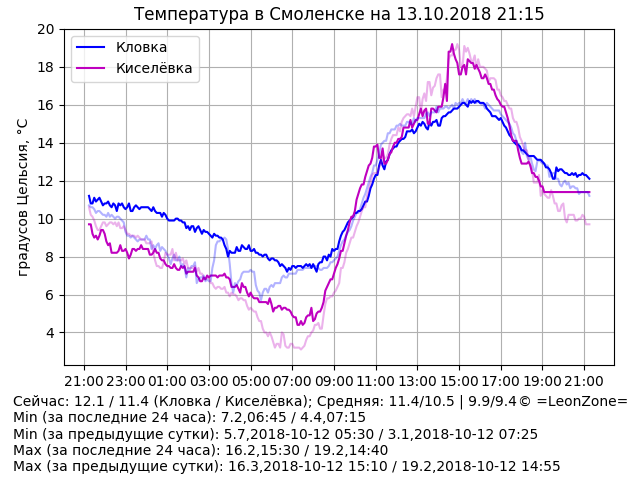 Температура в Смоленске на 13.10.2018 21:15
градусов Цельсия, °C
20
18
16
14
12
10
8
6
4
Кловка
Киселёвка
21:00 23:00 01:00 03:00 05:00 07:00 09:00 11:00 13:00 15:00 17:00 19:00 21:00
Сейчас: 12.1 / 11.4 (Кловка / Киселёвка); Средняя: 11.4/10.5 | 9.9/9.4© =LeonZone=
Min (за последние 24 часа): 7.2,06:45 / 4.4,07:15
Min (за предыдущие сутки): 5.7,2018-10-12 05:30 / 3.1,2018-10-12 07:25
Max (за последние 24 часа): 16.2,15:30 / 19.2,14:40
Max (за предыдущие сутки): 16.3,2018-10-12 15:10 / 19.2,2018-10-12 14:55